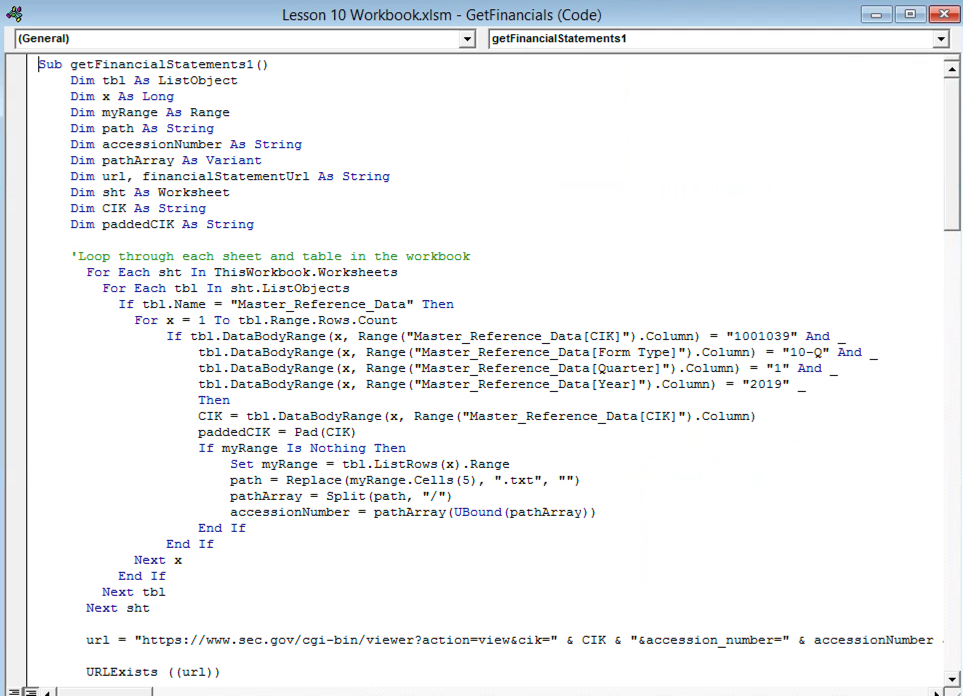 Lesson 10 Workbook.xlsm - GetFinancials (Code)
(General) getFinancialStatements1
Sub getFinancialStatements1()
    Dim tbl As ListObject
    Dim x As Long
    Dim myRange As Range
    Dim path As String
    Dim accessionNumber As String
    Dim pathArray As Variant
    Dim url, financialStatementUrl As String
    Dim sht As Worksheet
    Dim CIK As String
    Dim paddedCIK As String
    'Loop through each sheet and table in the workbook
      For Each sht In ThisWorkbook.Worksheets
        For Each tbl In sht.ListObjects
          If tbl.Name = "Master_Reference_Data" Then
            For x = 1 To tbl.Range.Rows.Count
                If tbl.DataBodyRange(x, Range("Master_Reference_Data[CIK]").Column) = "1001039" And _
                    tbl.DataBodyRange(x, Range("Master_Reference_Data[Form Type]").Column) = "10-Q" And _
                    tbl.DataBodyRange(x, Range("Master_Reference_Data[Quarter]").Column) = "1" And _
                    tbl.DataBodyRange(x, Range("Master_Reference_Data[Year]").Column) = "2019" _
                    Then
                    CIK = tbl.DataBodyRange(x, Range("Master_Reference_Data[CIK]").Column)
                    paddedCIK = Pad(CIK)
                    If myRange Is Nothing Then
                        Set myRange = tbl.ListRows(x).Range
                        path = Replace(myRange.Cells(5), ".txt", "")
                        pathArray = Split(path, "/")
                        accessionNumber = pathArray(UBound(pathArray))
                    End If
                End If
            Next x
          End If
        Next tbl
      Next sht
      url = "https://www.sec.gov/cgi-bin/viewer?action=view&cik=" & CIK & "&accession_number=" & accessionNumber
      URLExists ((url))